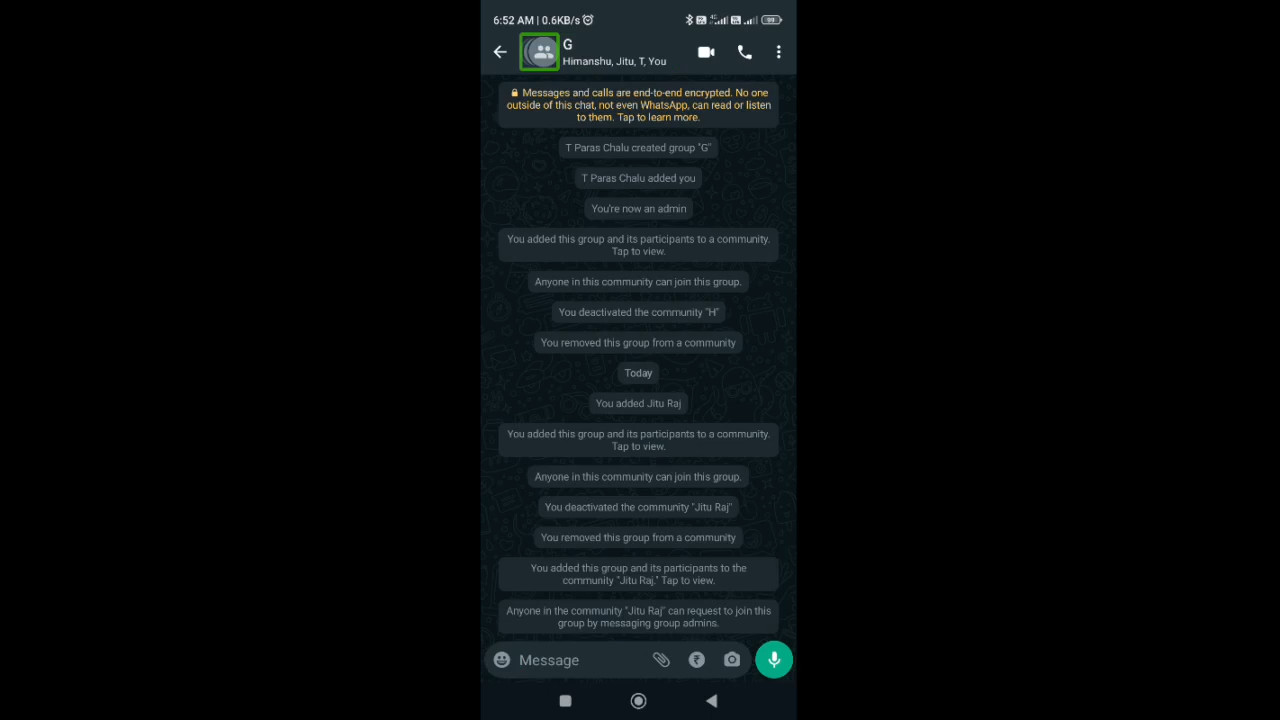 6:52 AM | 0.6KB/s
G
Himanshu, Jitu, T, You
Messages and calls are end-to-end encrypted. No one
outside of this chat, not even WhatsApp, can read or listen
to them. Tap to learn more.
T Paras Chalu created group "G"
T Paras Chalu added you
You're now an admin
You added this group and its participants to a community.
Tap to view.
Anyone in this community can join this group.
You deactivated the community "H"
You removed this group from a community
Today
You added Jitu Raj
You added this group and its participants to a community.
Tap to view.
Anyone in this community can join this group.
You deactivated the community "Jitu Raj"
You removed this group from a community
You added this group and its participants to the
community "Jitu Raj." Tap to view.
Anyone in the community "Jitu Raj" can request to join this
group by messaging group admins.
Message